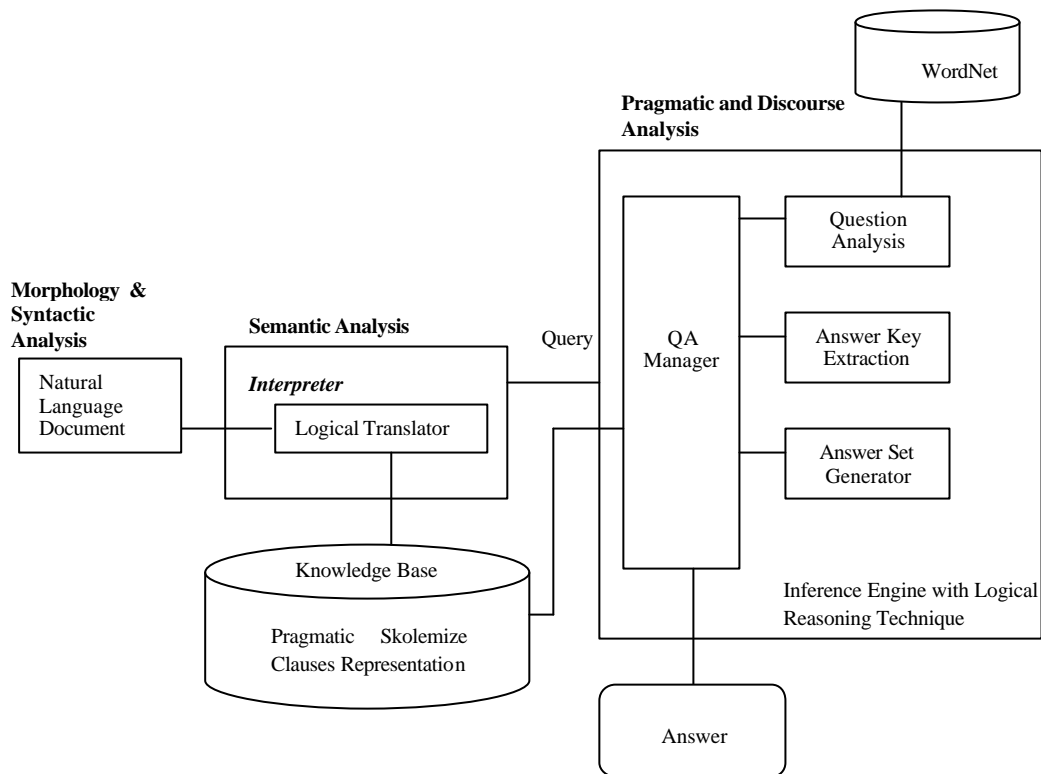 WordNet
Pragmatic and Discourse
Analysis
Question
Analysis
Morphology &
Syntactic
Analysis
Semantic Analysis
Query
QA
Manager
Answer Key
Extraction
Natural
Language
Document
Interpreter
Logical Translator
Answer Set
Generator
Knowledge Base
Pragmatic Skolemize
Clauses Representation
Inference Engine with Logical
Reasoning Technique
Answer